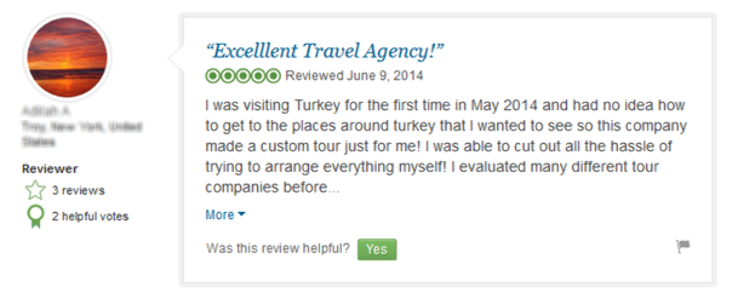 “Excelllent Travel Agency!”
Reviewed June 9, 2014
I was visiting Turkey for the first time in May 2014 and had no idea how
to get to the places around turkey that I wanted to see so this company
made a custom tour just for me! I was able to cut out all the hassle of
trying to arrange everything myself! I evaluated many different tour
companies before...
More
Was this review helpful? Yes
Reviewer
3 reviews
2 helpful votes